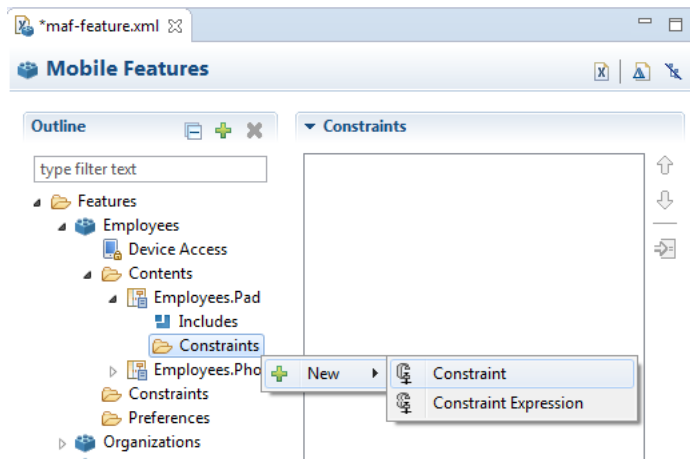 *maf-feature.xml
Mobile Features
Outline
Constraints
type filter text
Features
Employees
Device Access
Contents
Employees.Pad
Includes
Constraints
Employees.Pho
New
Constraint
Constraint Expression
Constraints
Preferences
Organizations